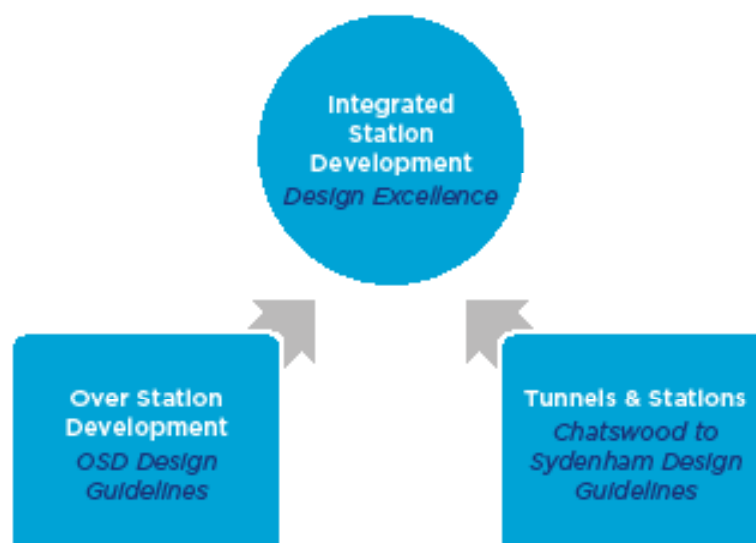 Integrated
Station
Development
Design Excellence
Over Station
Development
OSD Design
Guidelines
Tunnels & Stations
Chatswood to
Sydenham Design
Guidelines